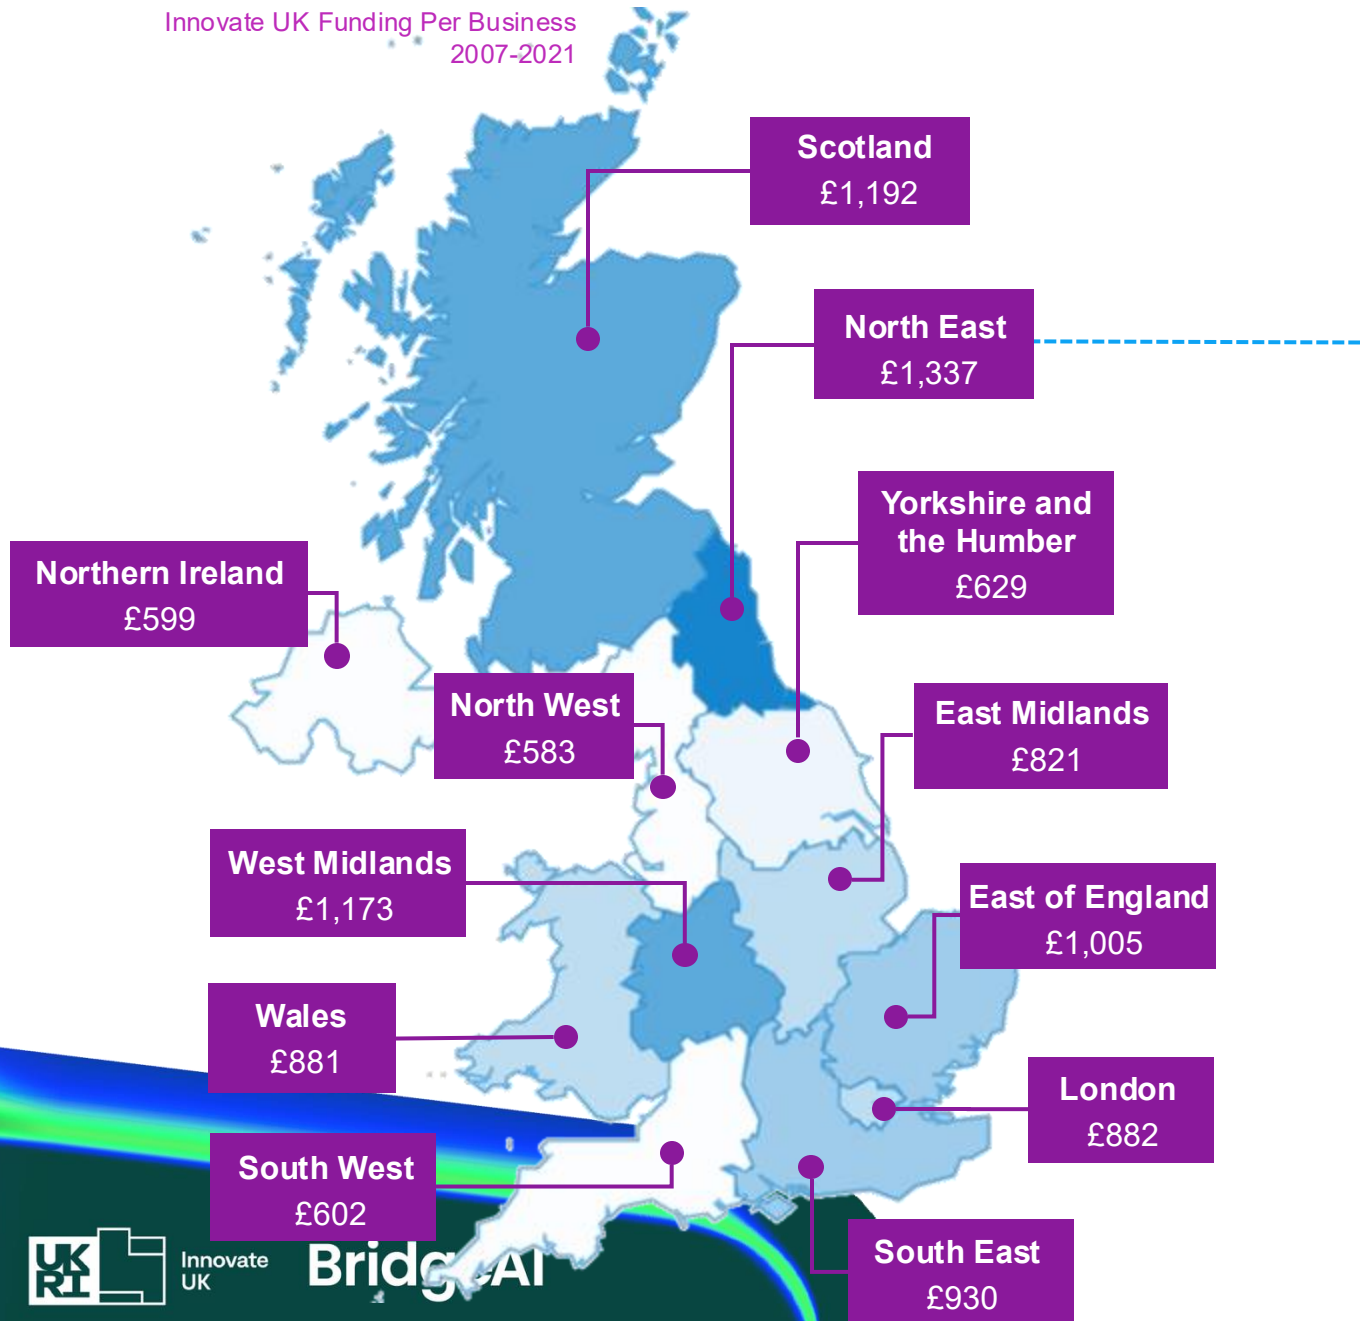 Innovate UK Funding Per Business
2007-2021
Scotland
£1,192
North East
£1,337
Yorkshire and
the Humber
£629
Northern Ireland
£599
North West
£583
East Midlands
£821
West Midlands
£1,173
East of England
£1,005
Wales
£881
London
£882
South West
£602
South East
£930
UK
RI
Innovate
UK
BridgeAI